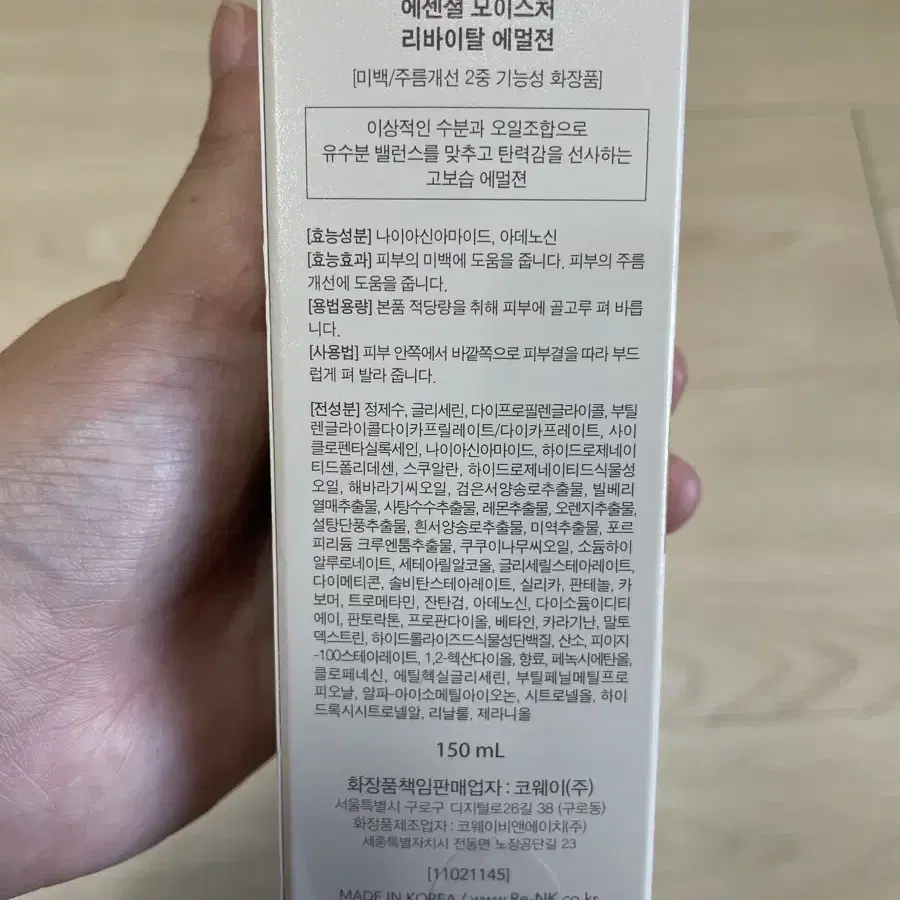 에센셜 모이스처
리바이탈 에멀젼
[미백/주름개선 2중 기능성 화장품]
이상적인 수분과 오일조합으로
유수분 밸런스를 맞추고 탄력감을 선사하는
고보습 에멀젼
[효능성분] 나이아신아마이드, 아데노신
[효능효과] 피부의 미백에 도움을 줍니다. 피부의 주름
개선에 도움을 줍니다.
[용법용량] 본품 적당량을 취해 피부에 골고루 펴 바릅
니다.
[사용법] 피부 안쪽에서 바깥쪽으로 피부결을 따라 부드
럽게 펴 발라 줍니다.
[전성분] 정제수, 글리세린, 다이프로필렌글라이콜, 부틸
렌글라이콜다이카프릴레이트/다이카프레이트, 사이
클로펜타실록세인, 나이아신아마이드, 하이드로제네이
티드폴리데센, 스쿠알란, 하이드로제네이티드식물성
오일, 해바라기씨오일, 검은서양송로추출물, 빌베리
열매추출물, 사탕수수추출물, 레몬추출물, 오렌지추출물,
설탕단풍추출물, 흰서양송로추출물, 미역추출물, 포르
피리듐 크루엔툼추출물, 쿠쿠이나무씨오일, 소듐하이
알루로네이트, 세테아릴알코올, 글리세릴스테아레이트,
다이메티콘, 솔비탄스테아레이트, 실리카, 판테놀, 카
보머, 트로메타민, 잔탄검, 아데노신, 다이소듐이디티
에이, 판토락톤, 프로판다이올, 베타인, 카라기난, 말토
덱스트린, 하이드롤라이즈드식물성단백질, 산소, 피이지
-100스테아레이트, 1,2-헥산다이올, 향료, 페녹시에탄올,
클로페네신, 에틸헥실글리세린, 부틸페닐메틸프로
피오날, 알파-아이소메틸아이오논, 시트로넬올, 하이
드록시시트로넬알, 리날룰, 제라니올
150 mL
화장품책임판매업자 : 코웨이(주)
서울특별시 구로구 디지털로26길 38 (구로동)
화장품제조업자 : 코웨이비앤에이치(주)
세종특별자치시 전동면 노장공단길 23
[11021145]
MADE IN KOREA / www.Re-NK.co.kr